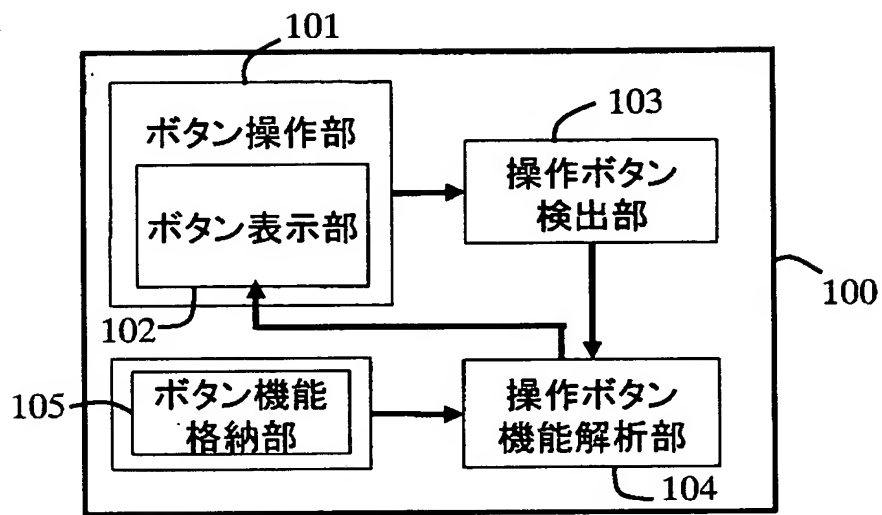 101
ボタン操作部
ボタン表示部
102
103
操作ボタン
検出部
100
105
ボタン機能
格納部
操作ボタン
機能解析部
104